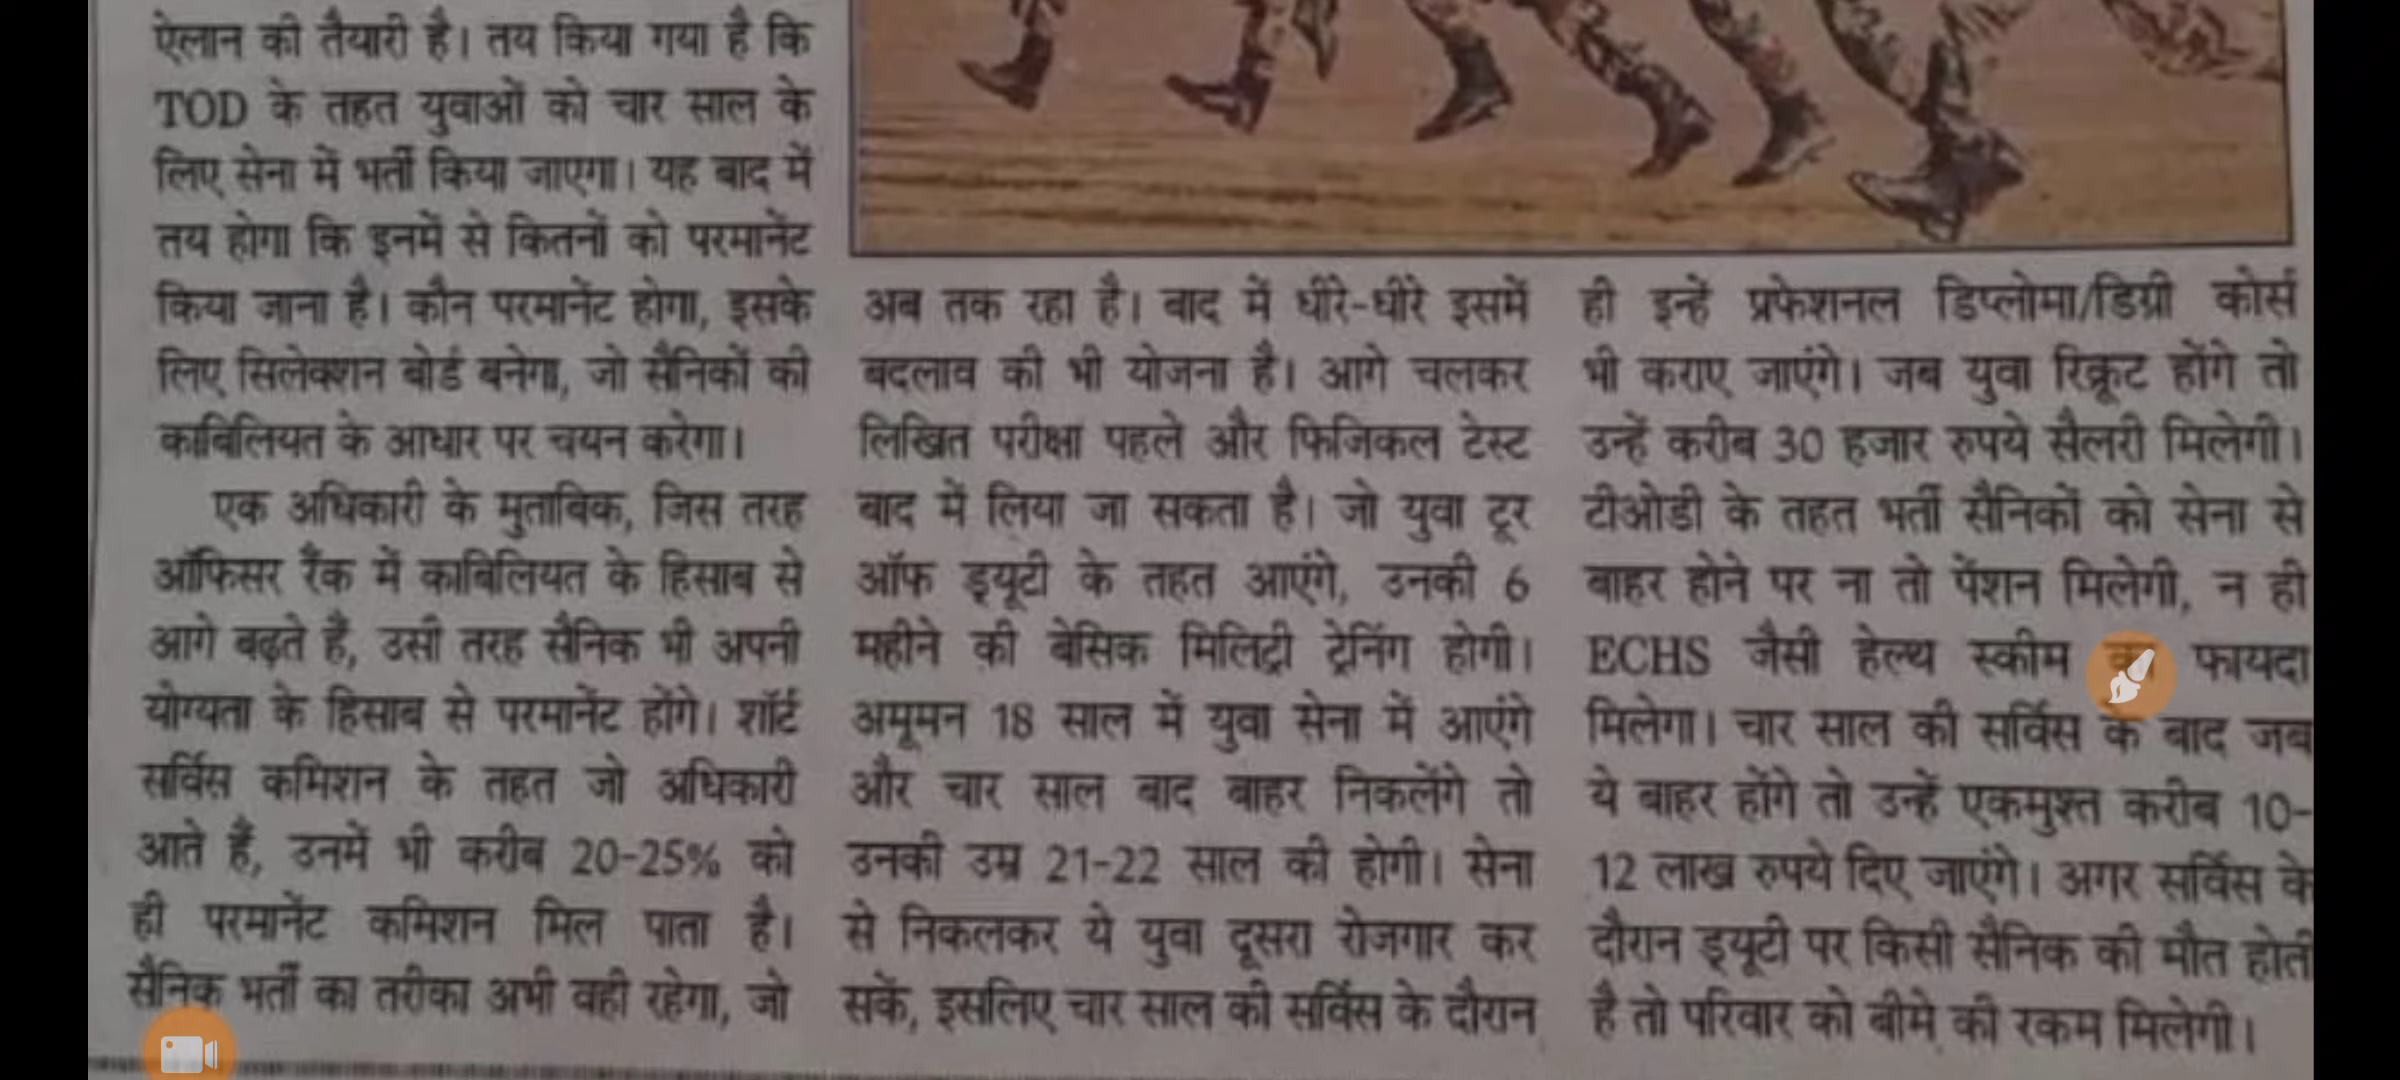 ऐलान की तैयारी है। तय किया गया है कि
TOD के तहत युवाओं को चार साल के
लिए सेना में भर्ती किया जाएगा। यह बाद में
तय होगा कि इनमें से कितनों को परमानेंट
किया जाना है। कौन परमानेंट होगा, इसके
लिए सिलेक्शन बोर्ड बनेगा, जो सैनिकों की
काबिलियत के आधार पर चयन करेगा।
एक अधिकारी के मुताबिक, जिस तरह
ऑफिसर रैंक में काबिलियत के हिसाब से
आगे बढ़ते हैं, उसी तरह सैनिक भी अपनी
योग्यता के हिसाब से परमानेंट होंगे। शॉर्ट
सर्विस कमिशन के तहत जो अधिकारी
आते हैं, उनमें भी करीब 20-25% को
ही परमानेंट कमिशन मिल पाता है।
सैनिक भर्ती का तरीका अभी वही रहेगा, जो
अब तक रहा है। बाद में धीरे-धीरे इसमें
बदलाव की भी योजना है। आगे चलकर
लिखित परीक्षा पहले और फिजिकल टेस्ट
बाद में लिया जा सकता है। जो युवा टूर
ऑफ ड्यूटी के तहत आएंगे, उनकी 6
महीने की बेसिक मिलिट्री ट्रेनिंग होगी।
अमूमन 18 साल में युवा सेना में आएंगे
और चार साल बाद बाहर निकलेंगे तो
उनकी उम्र 21-22 साल की होगी। सेना
से निकलकर ये युवा दूसरा रोजगार कर
सकें, इसलिए चार साल की सर्विस के दौरान
ही इन्हें प्रफेशनल डिप्लोमा/डिग्री कोर्स
भी कराए जाएंगे। जब युवा रिक्रूट होंगे तो
उन्हें करीब 30 हजार रुपये सैलरी मिलेगी।
टीओडी के तहत भर्ती सैनिकों को सेना से
बाहर होने पर ना तो पेंशन मिलेगी, न ही
ECHS जैसी हेल्थ स्कीम फायदा
मिलेगा। चार साल की सर्विस के बाद जब
ये बाहर होंगे तो उन्हें एकमुश्त करीब 10-
12 लाख रुपये दिए जाएंगे। अगर सर्विस के
दौरान ड्यूटी पर किसी सैनिक की मौत होती
है तो परिवार को बीमे की रकम मिलेगी।